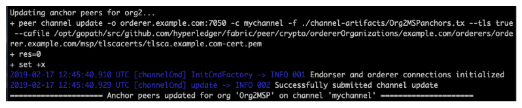 Updating anchor peers for org2...
+ peer channel update -o orderer.example.com:7050 -c mychannel -f ./channel-artifacts/Org2MSPanchors.tx --tls true
 --cafile /opt/gopath/src/github.com/hyperledger/fabric/peer/crypto/ordererOrganizations/example.com/orderers/orde
rer.example.com/msp/tlscacerts/tlsca.example.com-cert.pem
+ res=0
+ set +x
2019-02-17 12:45:40.910 UTC [channelCmd] InitCmdFactory -> INFO 001 Endorser and orderer connections initialized
2019-02-17 12:45:40.923 UTC [channelCmd] update -> INFO 002 Successfully submitted channel update
===================== Anchor peers updated for org 'Org2MSP' on channel 'mychannel' =====================